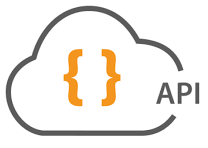 { } API